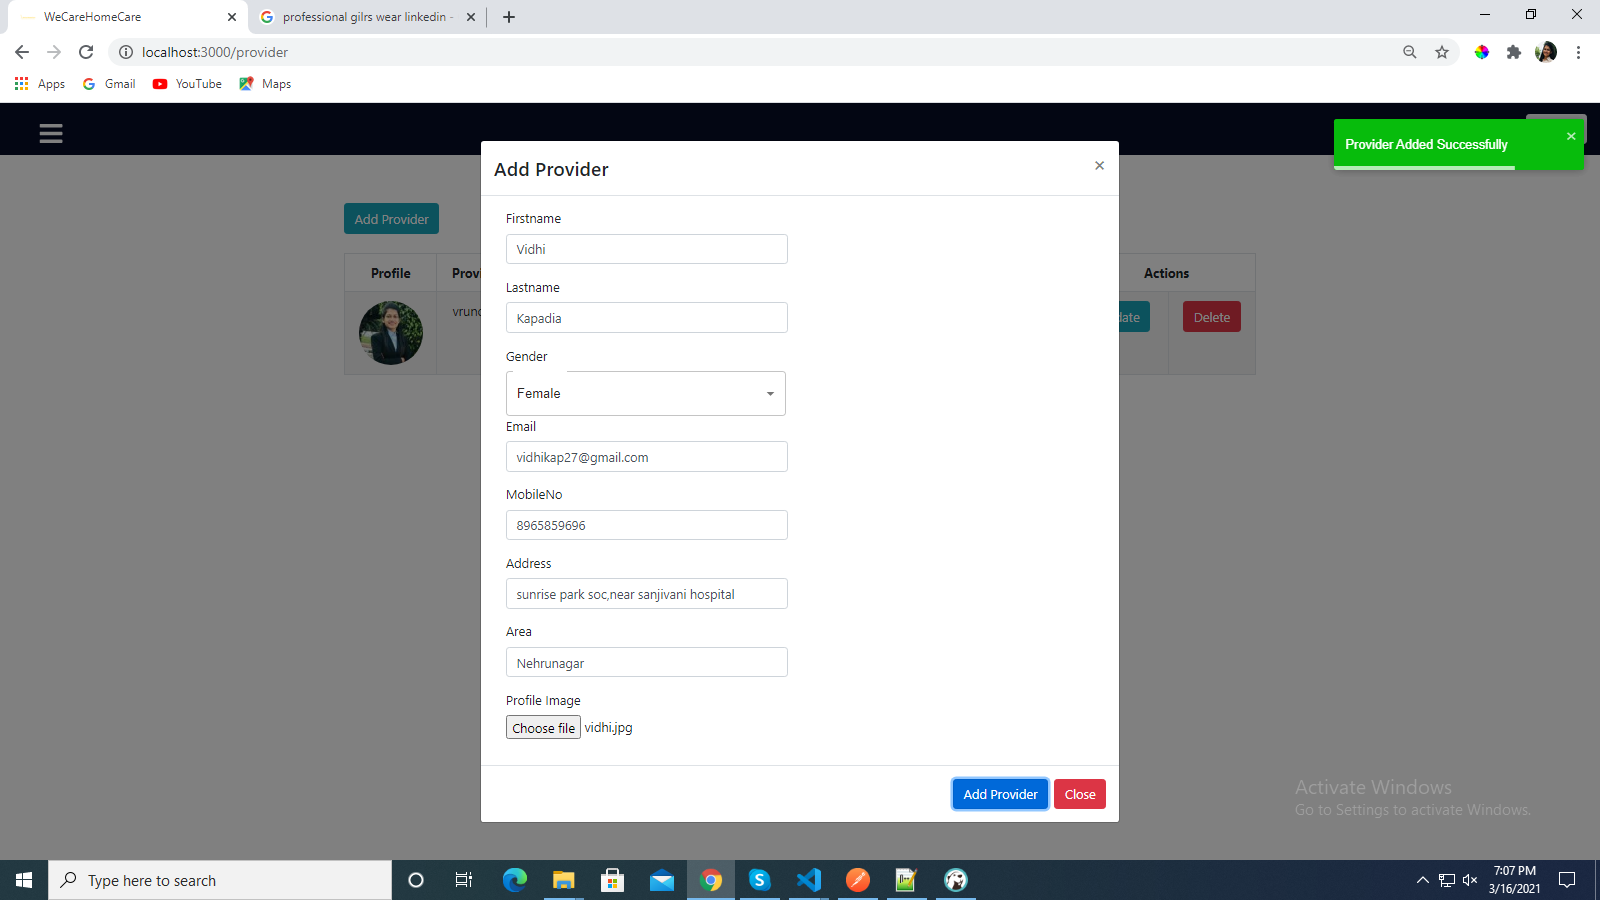 WeCareHomeCare
professional gilrs wear linkedin -
localhost:3000/provider
Apps
Gmail
YouTube
Maps
Provider Added Successfully
Add Provider
Add Provider
Profile
Actions
Delete
Firstname
Vidhi
Lastname
Kapadia
Gender
Female
Email
vidhikap27@gmail.com
MobileNo
8965859696
Address
sunrise park soc,near sanjivani hospital
Area
Nehrunagar
Profile Image
Choose file vidhi.jpg
Add Provider
Close
Activate Windows
Go to Settings to activate Windows.
Type here to search
7:07 PM
3/16/2021